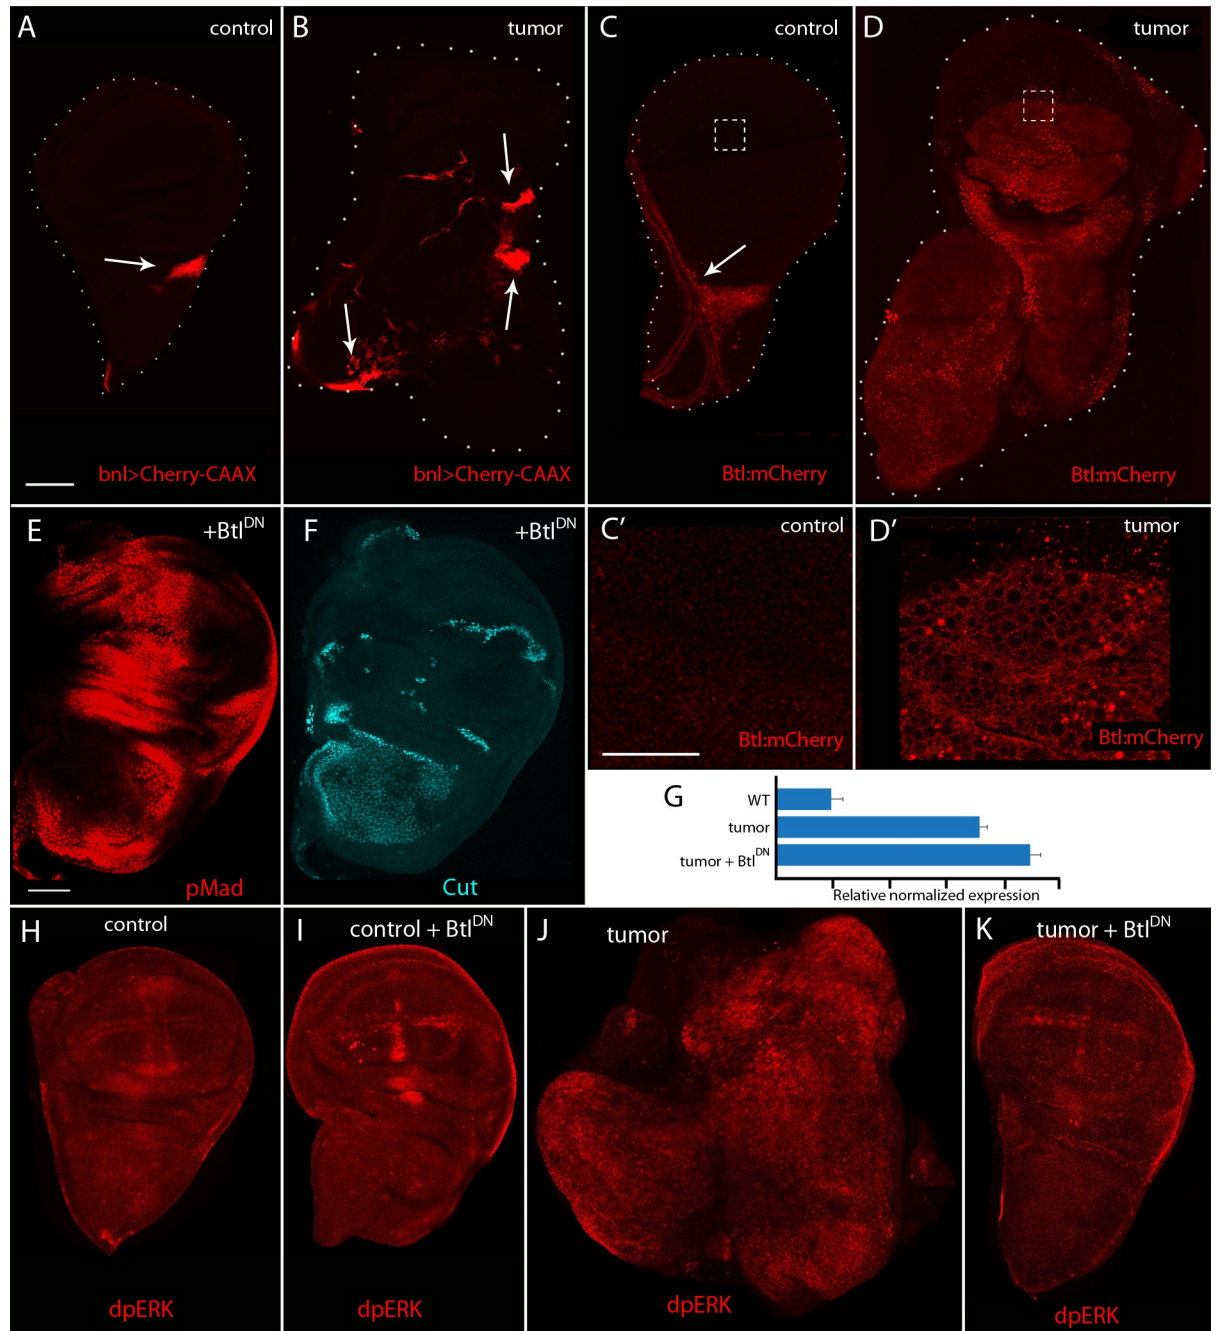 A
control
B
tumor
C
control
D
tumor
bnl>Cherry-CAAX
bnl>Cherry-CAAX
Btl:mCherry
Btl:mCherry
E
+Btl^DN
F
+Btl^DN
C'
control
D'
tumor
Btl:mCherry
Btl:mCherry
G
WT
tumor
tumor + Btl^DN
Relative normalized expression
pMad
Cut
H
control
I
control + Btl^DN
J
tumor
K
tumor + Btl^DN
dpERK
dpERK
dpERK